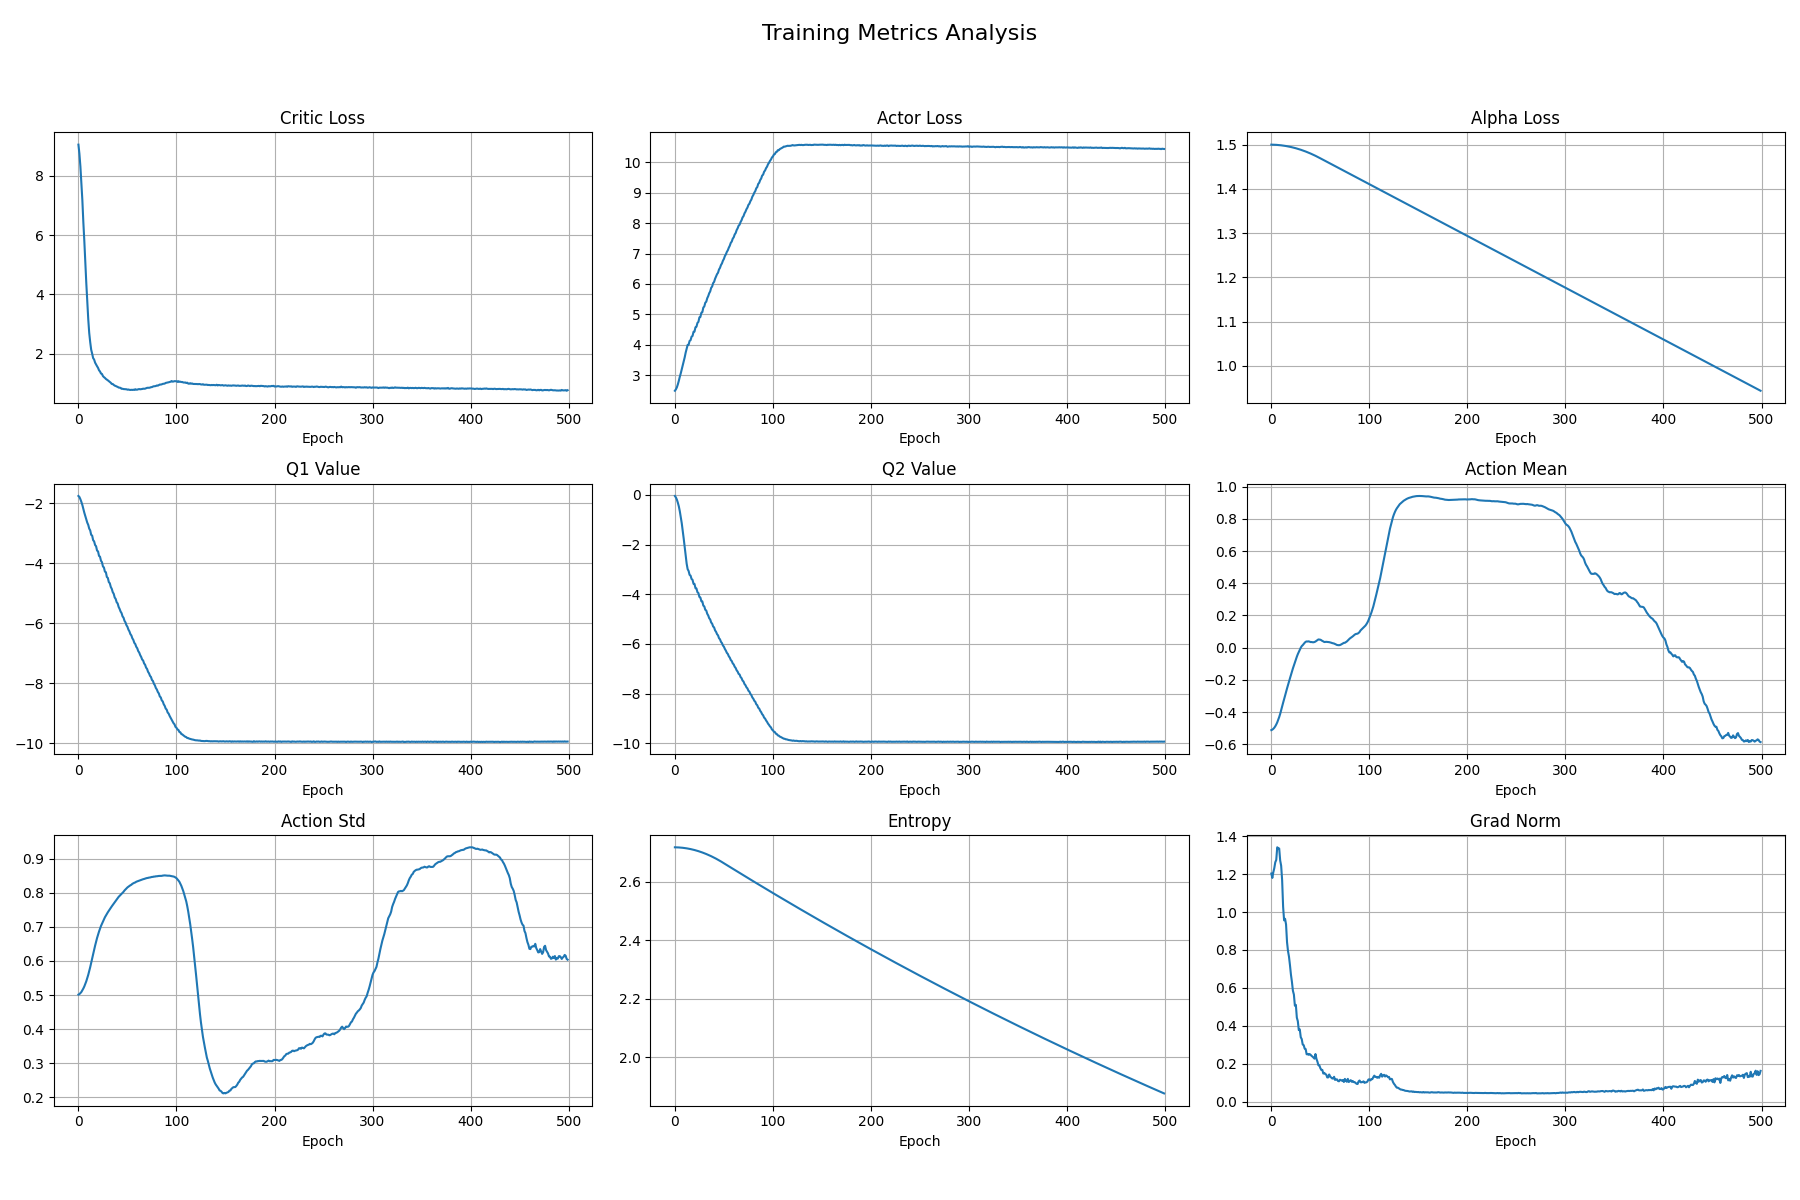 Training Metrics Analysis
Critic Loss
8
6
4
2
0 100 200 300 400 500
Epoch
Actor Loss
10
9
8
7
6
5
4
3
0 100 200 300 400 500
Epoch
Alpha Loss
1.5
1.4
1.3
1.2
1.1
1.0
0 100 200 300 400 500
Epoch
Q1 Value
−2
−4
−6
−8
−10
0 100 200 300 400 500
Epoch
Q2 Value
0
−2
−4
−6
−8
−10
0 100 200 300 400 500
Epoch
Action Mean
1.0
0.8
0.6
0.4
0.2
0.0
−0.2
−0.4
−0.6
0 100 200 300 400 500
Epoch
Action Std
0.9
0.8
0.7
0.6
0.5
0.4
0.3
0.2
0 100 200 300 400 500
Epoch
Entropy
2.6
2.4
2.2
2.0
0 100 200 300 400 500
Epoch
Grad Norm
1.4
1.2
1.0
0.8
0.6
0.4
0.2
0.0
0 100 200 300 400 500
Epoch